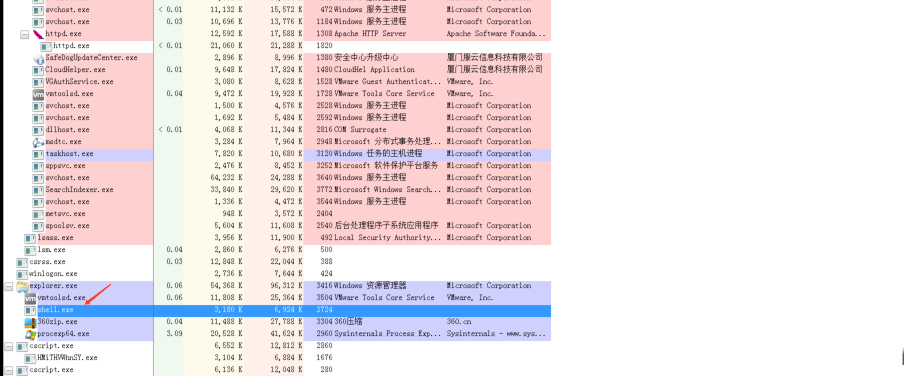 svchost.exe < 0.01 11,132 K 15,572 K 472 Windows 服务主进程 Microsoft Corporation
svchost.exe 0.03 10,696 K 13,776 K 1184 Windows 服务主进程 Microsoft Corporation
httpd.exe 12,592 K 17,588 K 1308 Apache HTTP Server Apache Software Founda...
httpd.exe < 0.01 21,060 K 21,288 K 1820
SafeDogUpdateCenter.exe 2,896 K 8,996 K 1380 安全中心升级中心 厦门服云信息科技有限公司
CloudHelper.exe 0.01 9,648 K 17,824 K 1480 CloudHel Application 厦门服云信息科技有限公司
VGAuthService.exe 3,080 K 8,628 K 1528 VMware Guest Authenticat... VMware, Inc.
vmtoolsd.exe 0.04 9,472 K 19,928 K 1728 VMware Tools Core Service VMware, Inc.
svchost.exe 1,500 K 4,576 K 2528 Windows 服务主进程 Microsoft Corporation
svchost.exe 1,692 K 5,484 K 2592 Windows 服务主进程 Microsoft Corporation
dllhost.exe < 0.01 4,068 K 11,344 K 2816 COM Surrogate Microsoft Corporation
msdtc.exe 3,284 K 7,964 K 2948 Microsoft 分布式事务处理... Microsoft Corporation
taskhost.exe 7,820 K 10,680 K 3120 Windows 任务的主机进程 Microsoft Corporation
sppsvc.exe 2,476 K 8,452 K 3252 Microsoft 软件保护平台服务 Microsoft Corporation
svchost.exe 64,232 K 24,288 K 3640 Windows 服务主进程 Microsoft Corporation
SearchIndexer.exe 33,840 K 29,620 K 3772 Microsoft Windows Search... Microsoft Corporation
svchost.exe 1,336 K 4,472 K 3544 Windows 服务主进程 Microsoft Corporation
metsvc.exe 948 K 3,572 K 2404
spoolsv.exe 5,604 K 11,608 K 2540 后台处理程序子系统应用程序 Microsoft Corporation
lsass.exe 3,956 K 11,900 K 492 Local Security Authority... Microsoft Corporation
lsm.exe 0.04 2,860 K 6,276 K 500
csrss.exe 0.03 12,848 K 22,044 K 388
winlogon.exe 2,736 K 7,644 K 424
explorer.exe 0.06 54,368 K 96,312 K 3416 Windows 资源管理器 Microsoft Corporation
vmtoolsd.exe 0.06 11,808 K 25,364 K 3504 VMware Tools Core Service VMware, Inc.
shell.exe 3,180 K 6,924 K 2724
360zip.exe 0.04 11,488 K 27,788 K 3304 360压缩 360.cn
procexp64.exe 3.09 20,528 K 41,624 K 2960 Sysinternals Process Exp... Sysinternals - www.sys...
cscript.exe 6,552 K 12,812 K 2860
HMiTHVWhnSY.exe 3,104 K 6,884 K 1676
cscript.exe 6,136 K 12,048 K 280